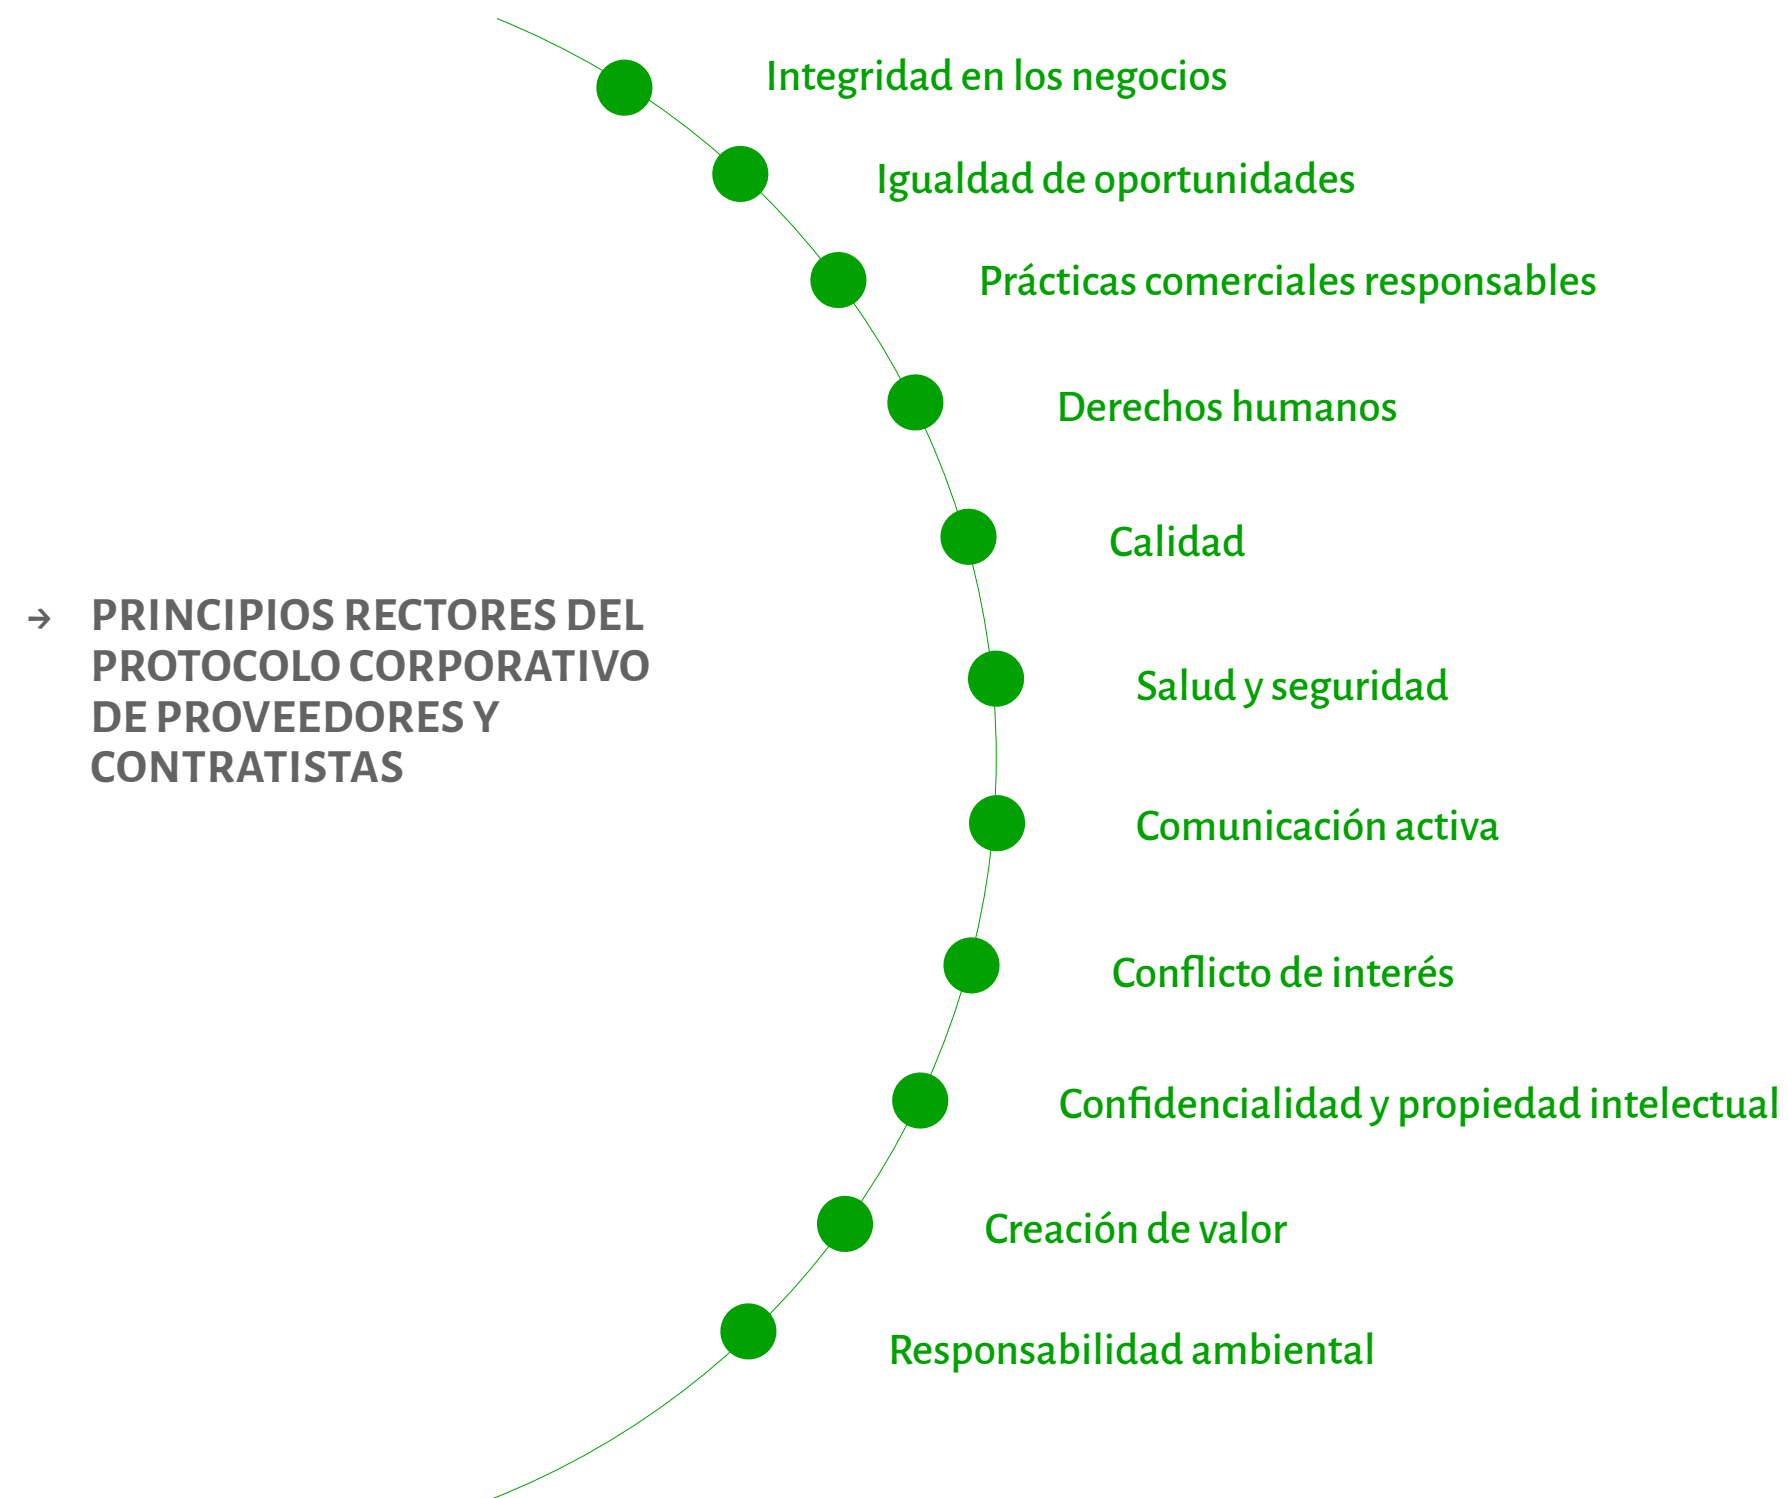 → PRINCIPIOS RECTORES DEL
PROTOCOLO CORPORATIVO
DE PROVEEDORES Y
CONTRATISTAS
Integridad en los negocios
Igualdad de oportunidades
Prácticas comerciales responsables
Derechos humanos
Calidad
Salud y seguridad
Comunicación activa
Conflicto de interés
Confidencialidad y propiedad intelectual
Creación de valor
Responsabilidad ambiental